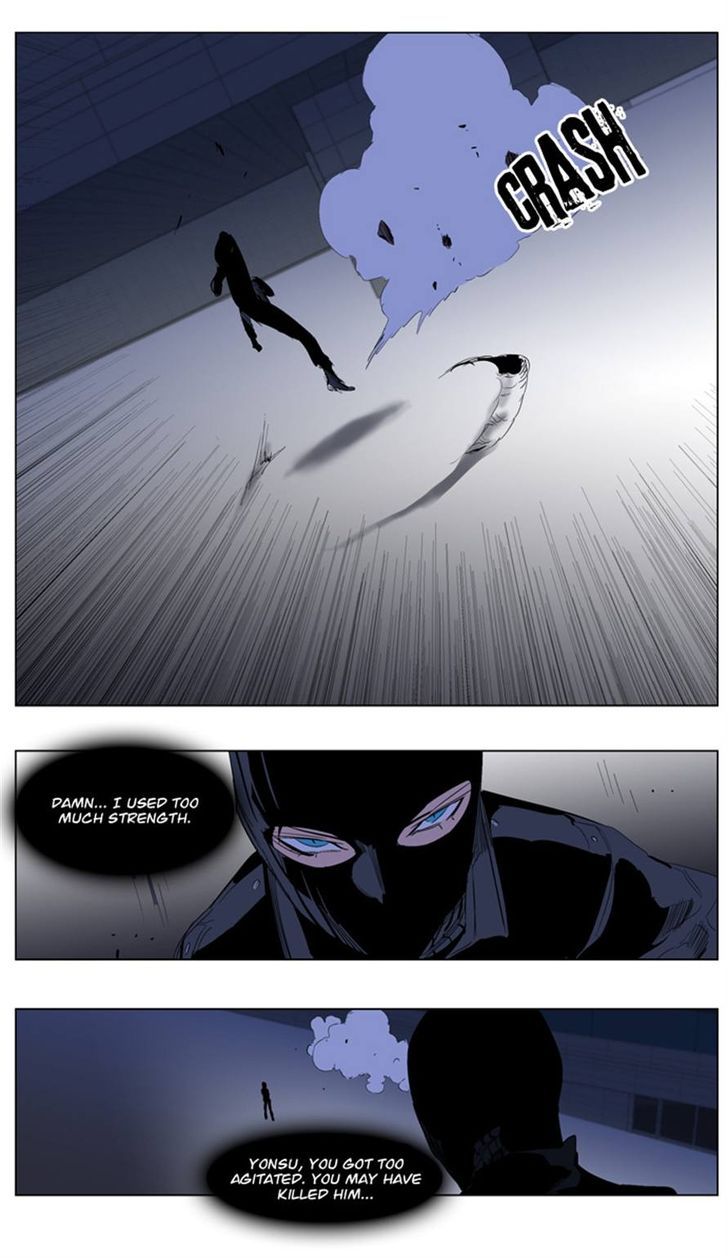 CRASH
DAMN... I USED TOO
MUCH STRENGTH.
YONSU, YOU GOT TOO
AGITATED. YOU MAY HAVE
KILLED HIM...